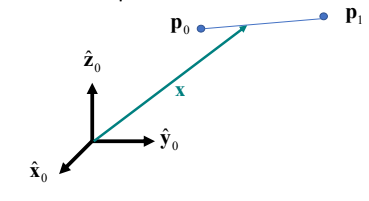 p₁
p₀
ẑ₀
x
ŷ₀
x̂₀